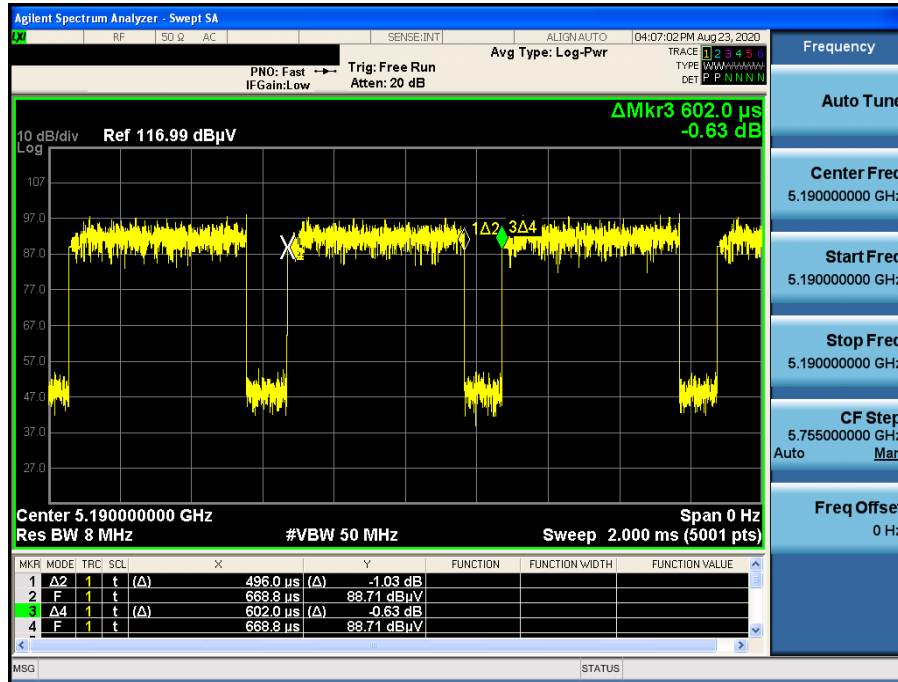 Agilent Spectrum Analyzer - Swept SA
LXI RF 50 Ω AC SENSE:INT ALIGN AUTO 04:07:02 PM Aug 23, 2020
PNO: Fast Trig: Free Run Avg Type: Log-Pwr TRACE 1 2 3 4 5 6
IFGain:Low Atten: 20 dB TYPE WWWWWW
DET P P N N N N
ΔMkr3 602.0 µs
10 dB/div Ref 116.99 dBµV -0.63 dB
Log
107
97.0
1Δ2 3Δ4
87.0
77.0
67.0
57.0
47.0
37.0
27.0
Center 5.190000000 GHz Span 0 Hz
Res BW 8 MHz #VBW 50 MHz Sweep 2.000 ms (5001 pts)
MKR MODE TRC SCL X Y FUNCTION FUNCTION WIDTH FUNCTION VALUE
1 Δ2 1 t (Δ) 496.0 µs (Δ) -1.03 dB
2 F 1 t 668.8 µs 88.71 dBµV
3 Δ4 1 t (Δ) 602.0 µs (Δ) -0.63 dB
4 F 1 t 668.8 µs 88.71 dBµV
MSG STATUS
Frequency
Auto Tune
Center Freq
5.190000000 GHz
Start Freq
5.190000000 GHz
Stop Freq
5.190000000 GHz
CF Step
5.755000000 GHz
Auto Man
Freq Offset
0 Hz